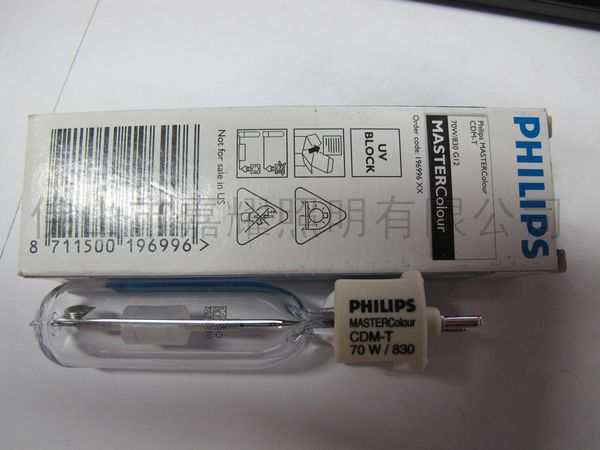 PHILIPS
Philips MASTERColour
CDM-T
70W/830 G12
MASTERColour
Order code: 196996 XX
UV
BLOCK
Not for sale in US
8 711500 196996 >
佛山市嘉辉照明有限公司
PHILIPS
MASTERColour
CDM-T
70 W / 830